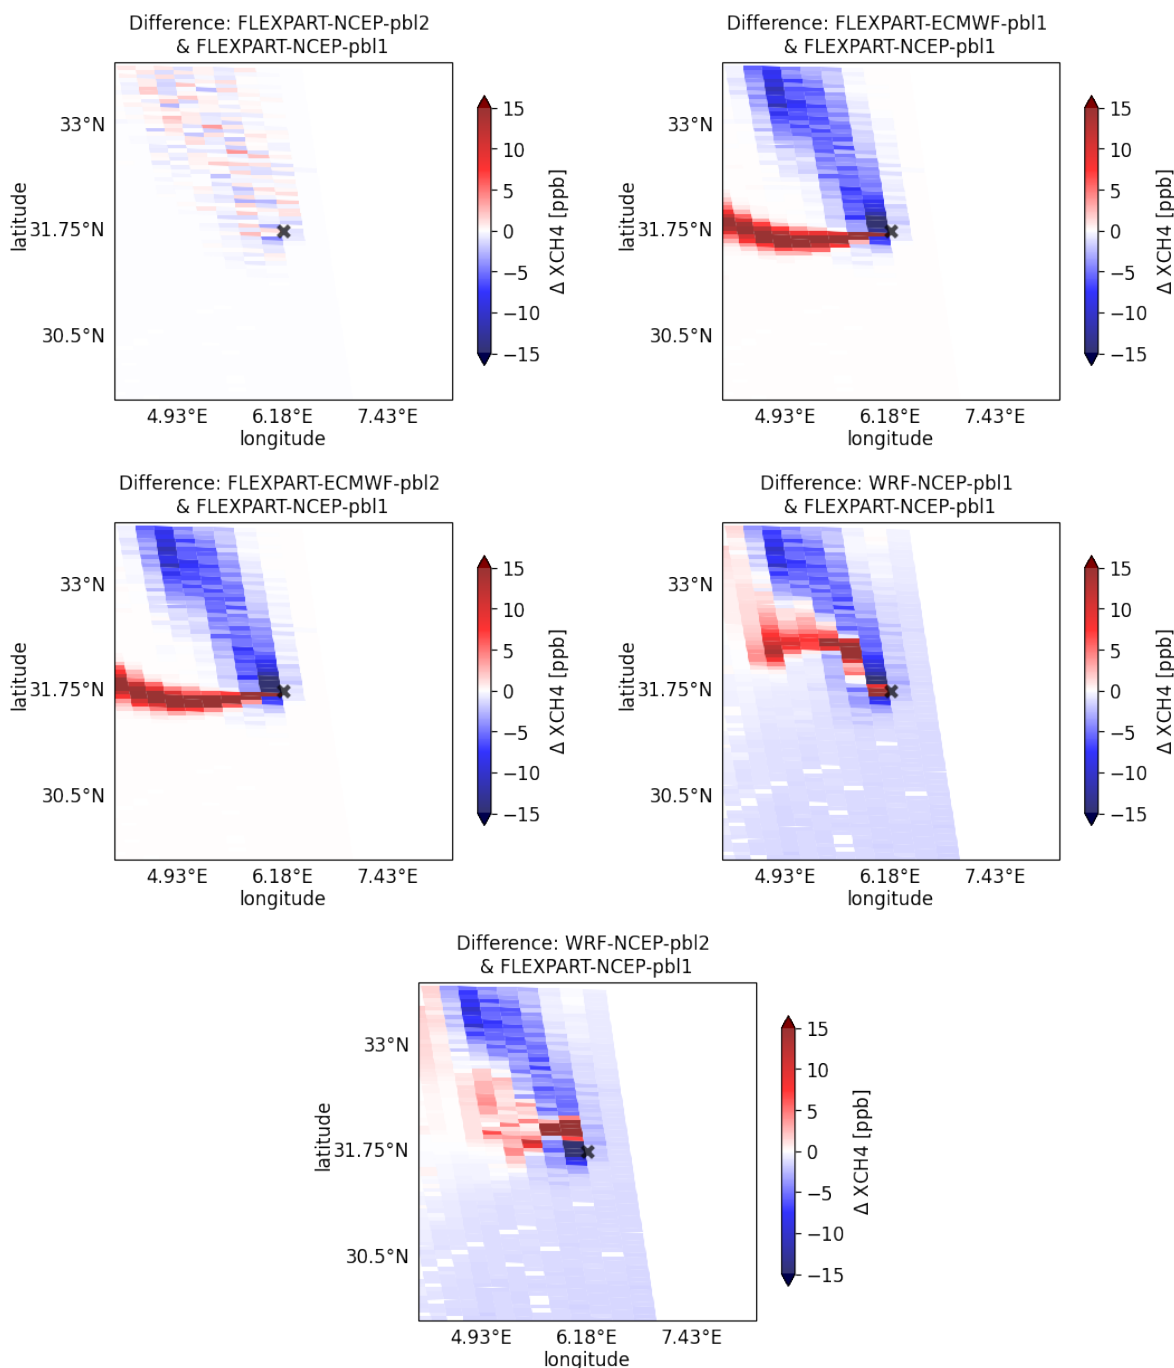 Difference: FLEXPART-NCEP-pbl2
& FLEXPART-NCEP-pbl1
33°N
31.75°N
30.5°N
latitude
4.93°E 6.18°E 7.43°E
longitude
15
10
5
0
−5
−10
−15
Δ XCH4 [ppb]
Difference: FLEXPART-ECMWF-pbl1
& FLEXPART-NCEP-pbl1
33°N
31.75°N
30.5°N
latitude
4.93°E 6.18°E 7.43°E
longitude
15
10
5
0
−5
−10
−15
Δ XCH4 [ppb]
Difference: FLEXPART-ECMWF-pbl2
& FLEXPART-NCEP-pbl1
33°N
31.75°N
30.5°N
latitude
4.93°E 6.18°E 7.43°E
longitude
15
10
5
0
−5
−10
−15
Δ XCH4 [ppb]
Difference: WRF-NCEP-pbl1
& FLEXPART-NCEP-pbl1
33°N
31.75°N
30.5°N
latitude
4.93°E 6.18°E 7.43°E
longitude
15
10
5
0
−5
−10
−15
Δ XCH4 [ppb]
Difference: WRF-NCEP-pbl2
& FLEXPART-NCEP-pbl1
33°N
31.75°N
30.5°N
latitude
4.93°E 6.18°E 7.43°E
longitude
15
10
5
0
−5
−10
−15
Δ XCH4 [ppb]